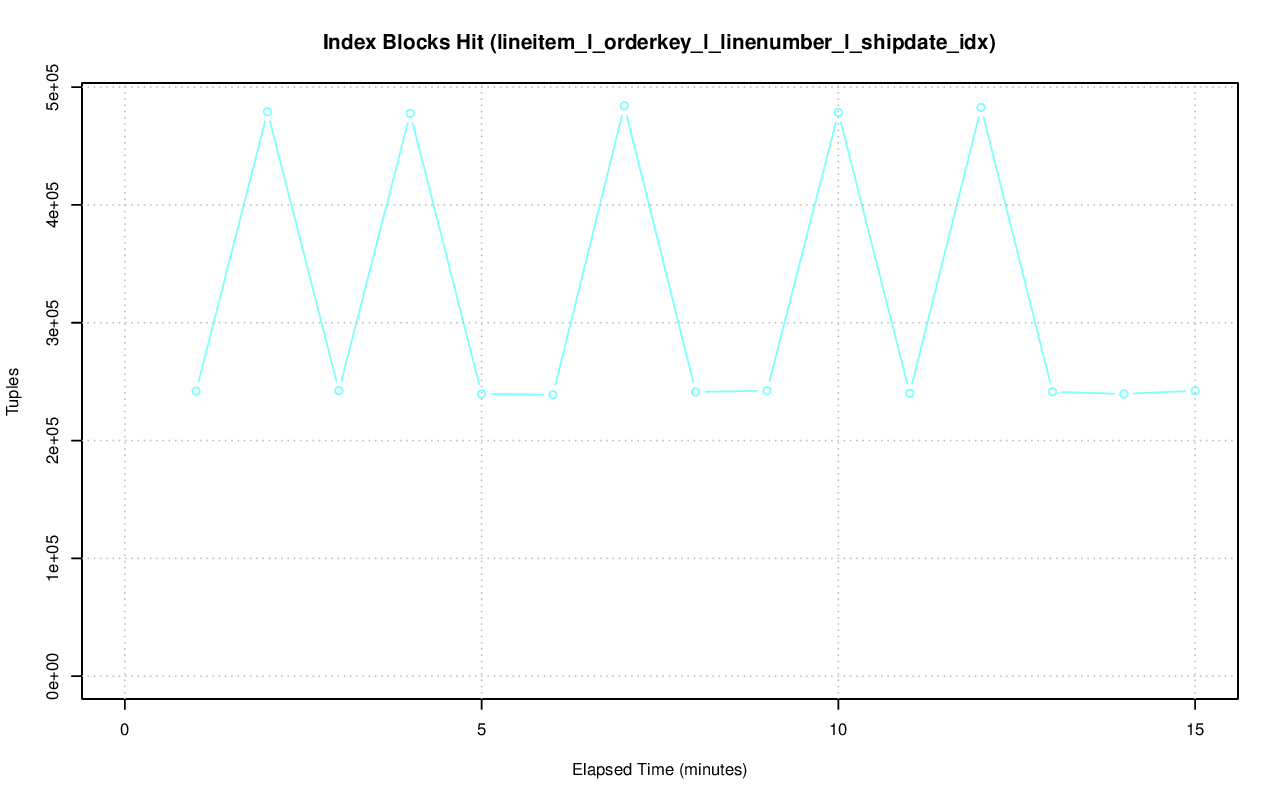 Index Blocks Hit (lineitem_l_orderkey_l_linenumber_l_shipdate_idx)
Tuples
5e+05
4e+05
3e+05
2e+05
1e+05
0e+00
0 5 10 15
Elapsed Time (minutes)